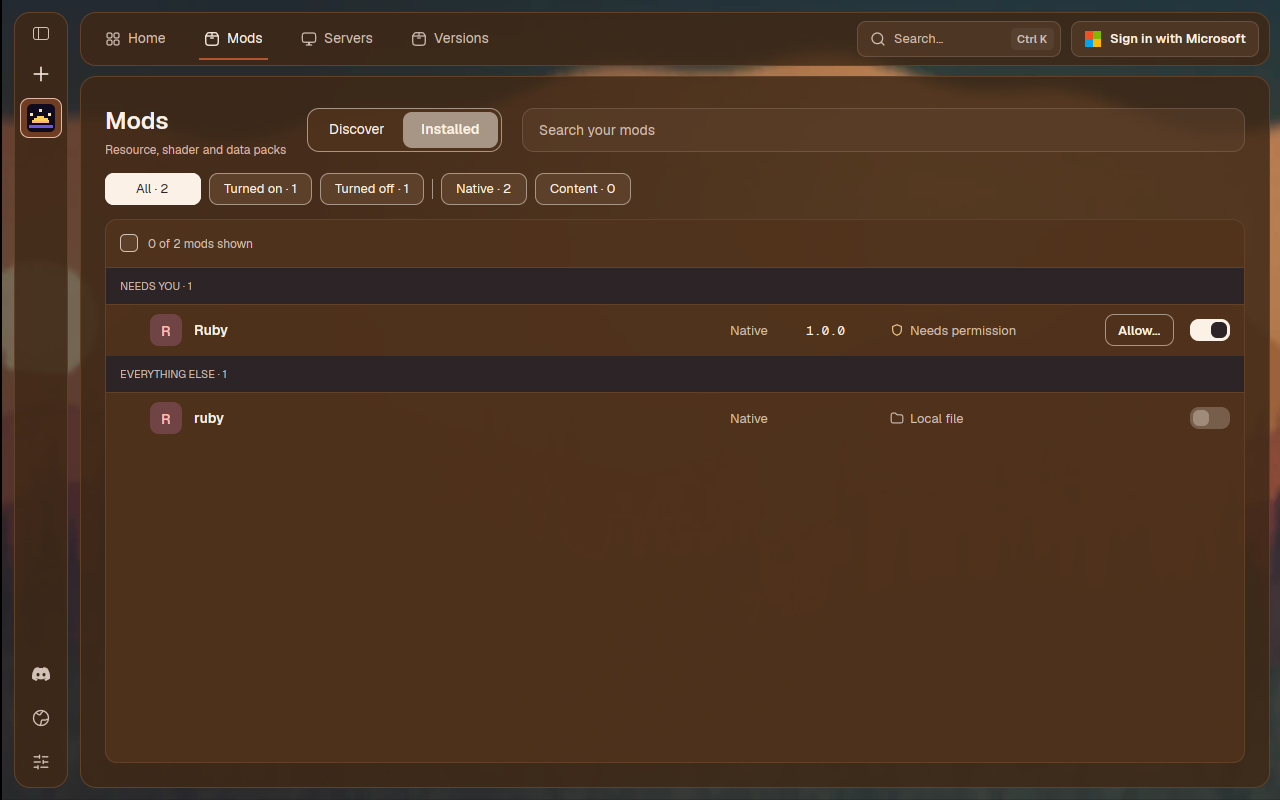 Home
Mods
Servers
Versions
Search...
Ctrl K
Sign in with Microsoft
Mods
Resource, shader and data packs
Discover
Installed
Search your mods
All · 2
Turned on · 1
Turned off · 1
Native · 2
Content · 0
0 of 2 mods shown
NEEDS YOU · 1
R
Ruby
Native
1.0.0
Needs permission
Allow...
EVERYTHING ELSE · 1
R
ruby
Native
Local file